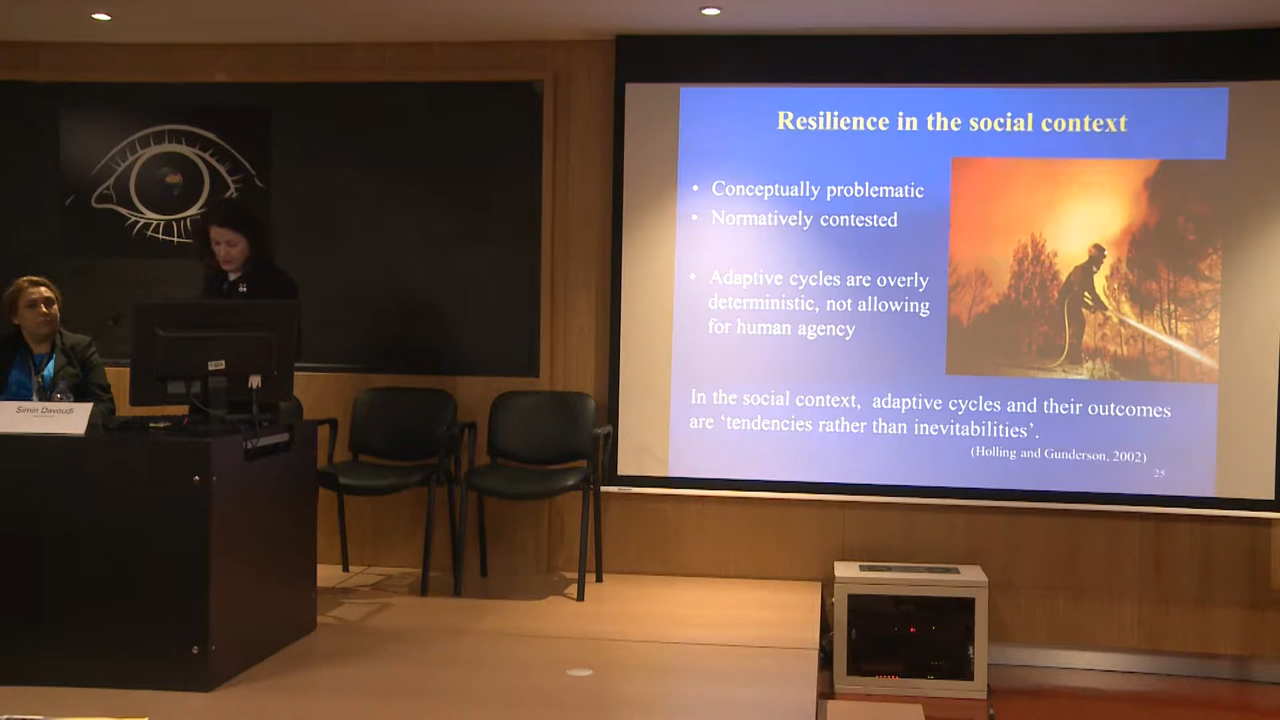 Simin Davoudi
Resilience in the social context
• Conceptually problematic
• Normatively contested
• Adaptive cycles are overly
deterministic, not allowing
for human agency
In the social context, adaptive cycles and their outcomes
are ‘tendencies rather than inevitabilities’.
(Holling and Gunderson, 2002)
25